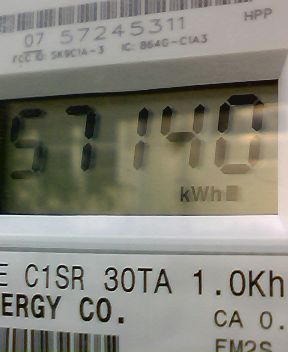 HPP
07 57245311
FCC ID: SK9C1A-3 IC: 864G-C1A3
57140
kWh
E C1SR 30TA 1.0Kh
ERGY CO.
CA 0.
FM2S